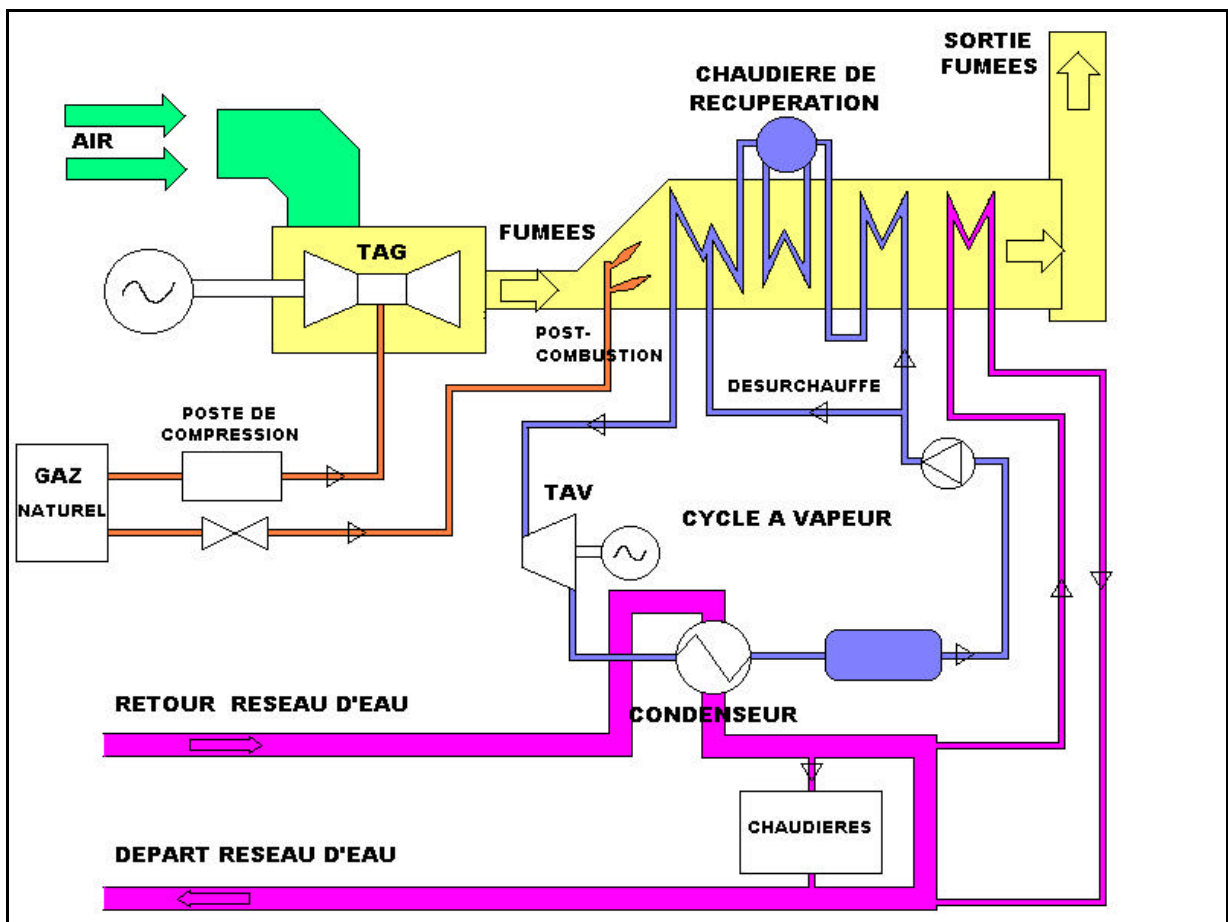 SORTIE
FUMEES
CHAUDIERE DE
RECUPERATION
AIR
FUMEES
TAG
POST-
COMBUSTION
DESURCHAUFFE
POSTE DE
COMPRESSION
GAZ
NATUREL
TAV
CYCLE A VAPEUR
RETOUR RESEAU D'EAU
CONDENSEUR
CHAUDIERES
DEPART RESEAU D'EAU